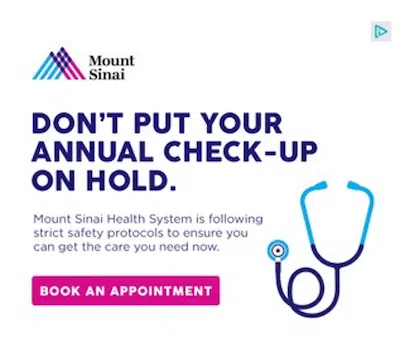 Mount
Sinai
DON'T PUT YOUR
ANNUAL CHECK-UP
ON HOLD.
Mount Sinai Health System is following
strict safety protocols to ensure you
can get the care you need now.
BOOK AN APPOINTMENT